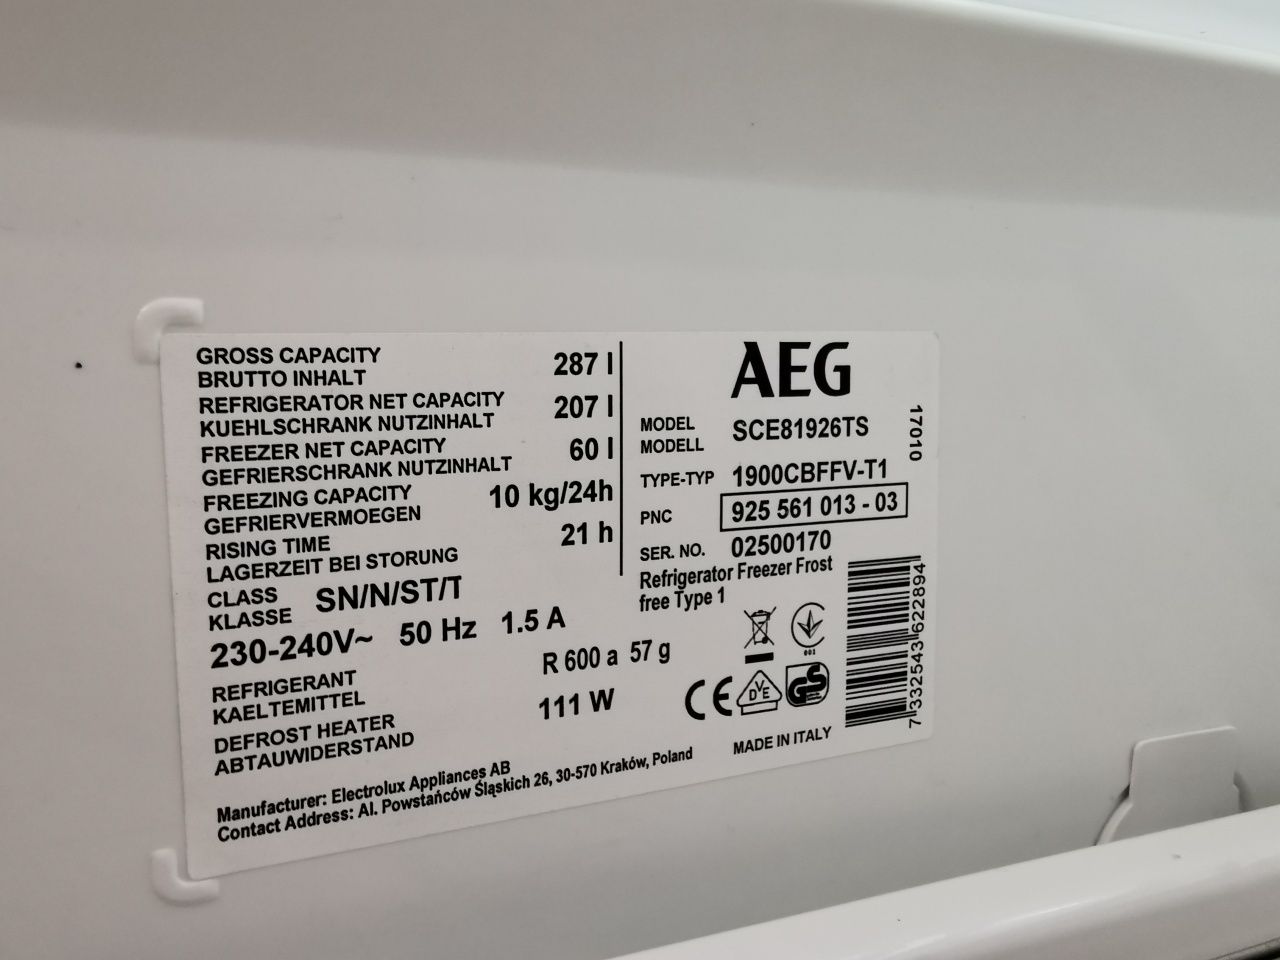 GROSS CAPACITY 287 l
BRUTTO INHALT
REFRIGERATOR NET CAPACITY 207 l
KUEHLSCHRANK NUTZINHALT
FREEZER NET CAPACITY 60 l
GEFRIERSCHRANK NUTZINHALT
FREEZING CAPACITY 10 kg/24h
GEFRIERVERMOEGEN
RISING TIME 21 h
LAGERZEIT BEI STORUNG
CLASS SN/N/ST/T
KLASSE
230-240V~ 50 Hz 1.5 A
REFRIGERANT R 600 a 57 g
KAELTEMITTEL
DEFROST HEATER 111 W
ABTAUWIDERSTAND
Manufacturer: Electrolux Appliances AB
Contact Address: Al. Powstańców Śląskich 26, 30-570 Kraków, Poland
AEG
MODEL SCE81926TS
MODELL
TYPE-TYP 1900CBFFV-T1
PNC 925 561 013 - 03
SER. NO. 02500170
Refrigerator Freezer Frost
free Type 1
17010
001
CE
DVE
GS
7 332543 622894
MADE IN ITALY